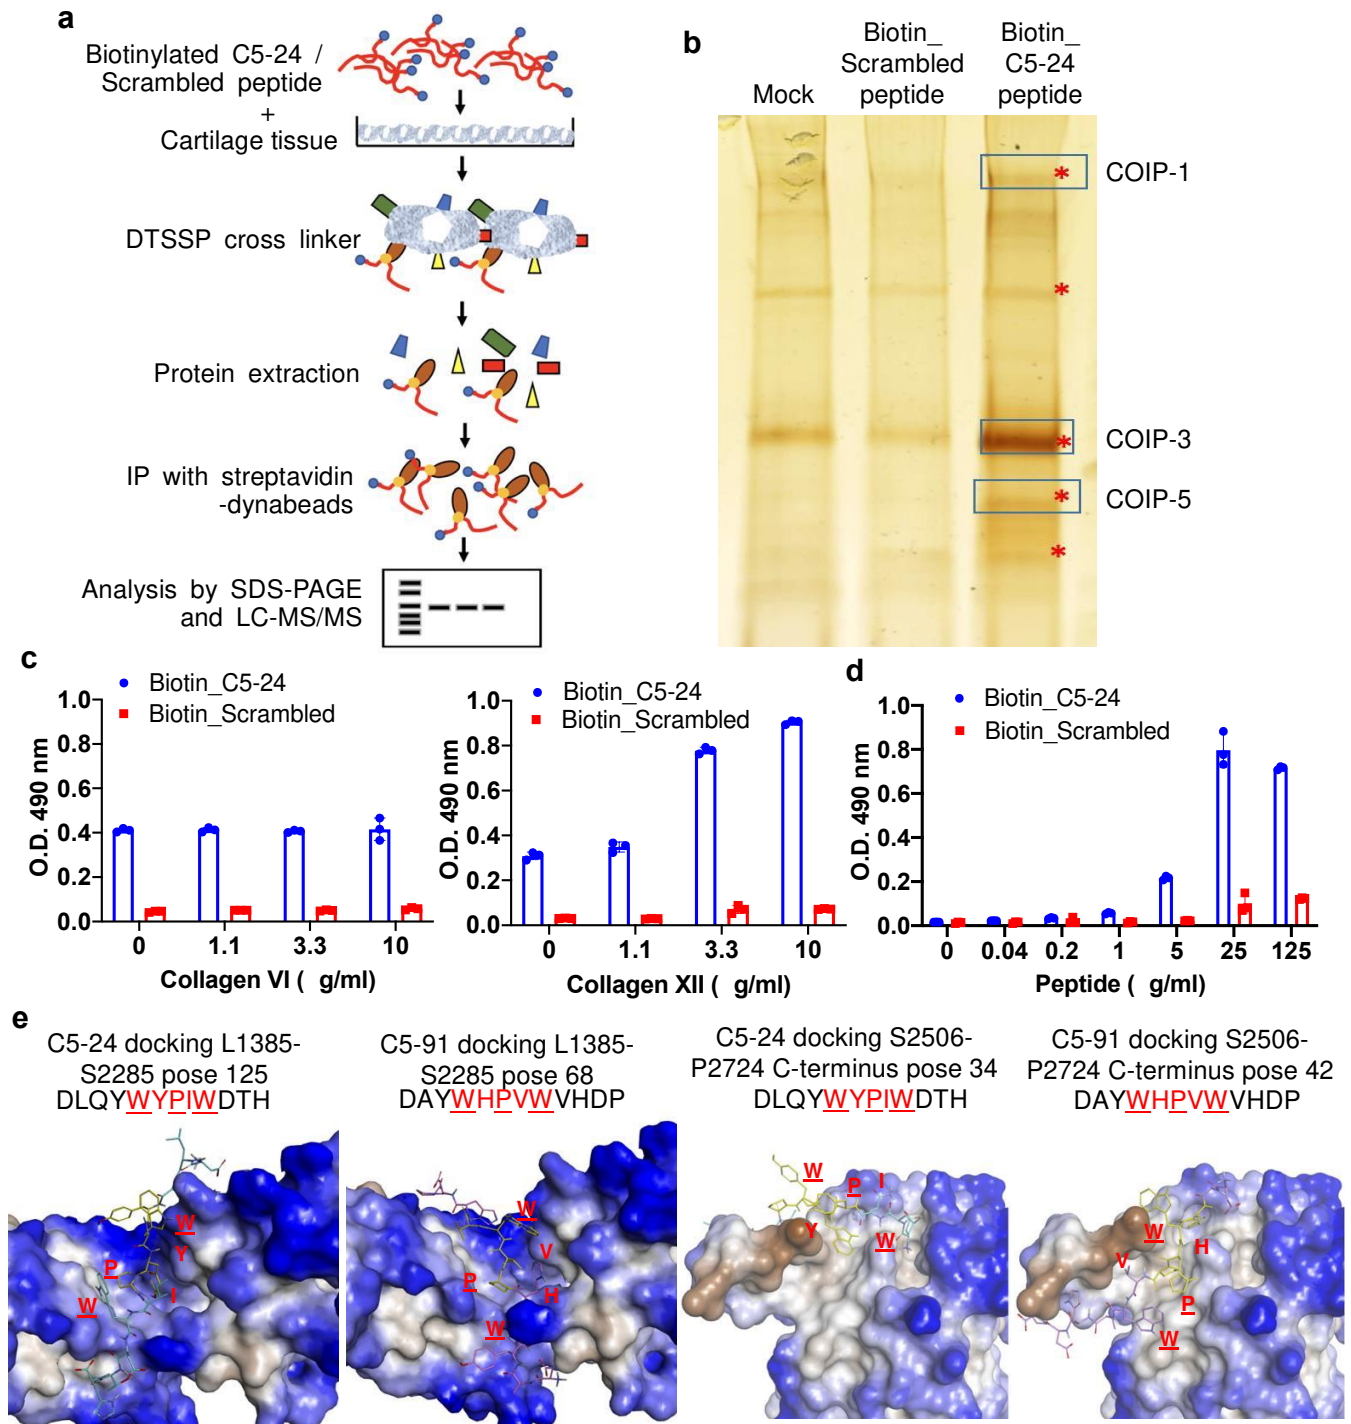 a
Biotinylated C5-24 /
Scrambled peptide
+
Cartilage tissue
DTSSP cross linker
Protein extraction
IP with streptavidin
-dynabeads
Analysis by SDS-PAGE
and LC-MS/MS
b
Mock
Biotin_
Scrambled
peptide
Biotin_
C5-24
peptide
*
COIP-1
*
*
COIP-3
*
COIP-5
*
c
Biotin_C5-24
Biotin_Scrambled
O.D. 490 nm
1.0
0.8
0.6
0.4
0.2
0.0
0 1.1 3.3 10
Collagen VI ( g/ml)
Biotin_C5-24
Biotin_Scrambled
O.D. 490 nm
1.0
0.8
0.6
0.4
0.2
0.0
0 1.1 3.3 10
Collagen XII ( g/ml)
d
Biotin_C5-24
Biotin_Scrambled
O.D. 490 nm
1.0
0.8
0.6
0.4
0.2
0.0
0 0.04 0.2 1 5 25 125
Peptide ( g/ml)
e
C5-24 docking L1385-
S2285 pose 125
DLQYWYPIWDTH
W
Y
P
I
W
C5-91 docking L1385-
S2285 pose 68
DAYWHPVWVHDP
W
V
P
H
W
C5-24 docking S2506-
P2724 C-terminus pose 34
DLQYWYPIWDTH
W
P
I
Y
W
C5-91 docking S2506-
P2724 C-terminus pose 42
DAYWHPVWVHDP
W
H
V
P
W